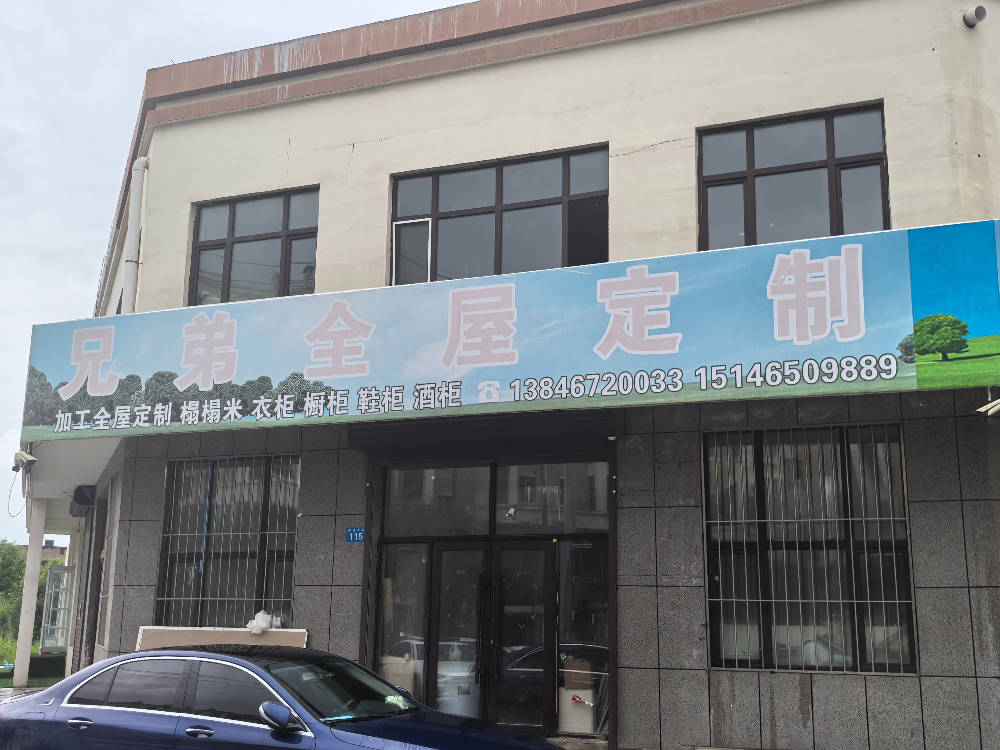 兄弟全屋定制
加工全屋定制 榻榻米 衣柜 橱柜 鞋柜 酒柜 ☎ 13846720033 15146509889
115